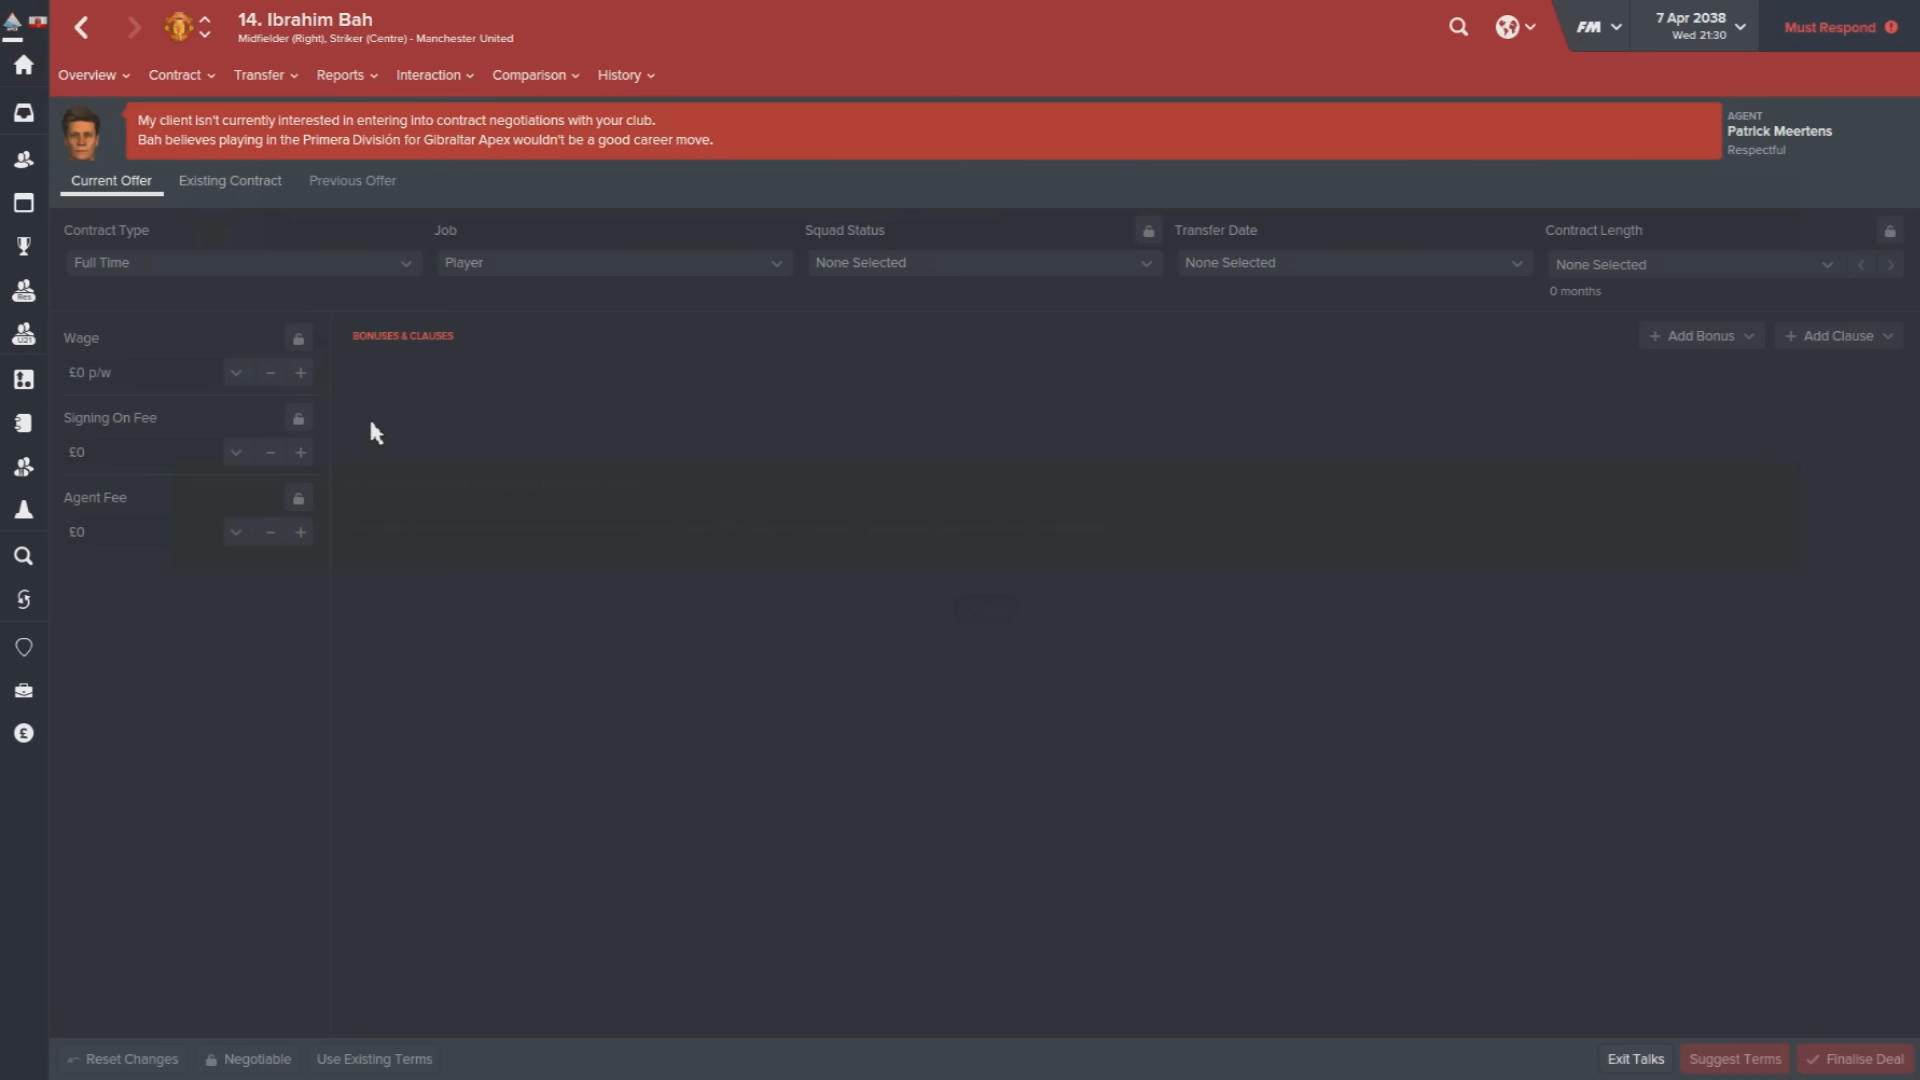 14. Ibrahim Bah
Midfielder (Right), Striker (Centre) - Manchester United
FM
7 Apr 2038
Wed 21:30
Must Respond
Overview
Contract
Transfer
Reports
Interaction
Comparison
History
My client isn't currently interested in entering into contract negotiations with your club.
Bah believes playing in the Primera División for Gibraltar Apex wouldn't be a good career move.
AGENT
Patrick Meertens
Respectful
Current Offer
Existing Contract
Previous Offer
Contract Type
Job
Squad Status
Transfer Date
Contract Length
Full Time
Player
None Selected
None Selected
None Selected
0 months
Wage
BONUSES & CLAUSES
+ Add Bonus
+ Add Clause
£0 p/w
Signing On Fee
£0
Agent Fee
£0
Reset Changes
Negotiable
Use Existing Terms
Exit Talks
Suggest Terms
Finalise Deal